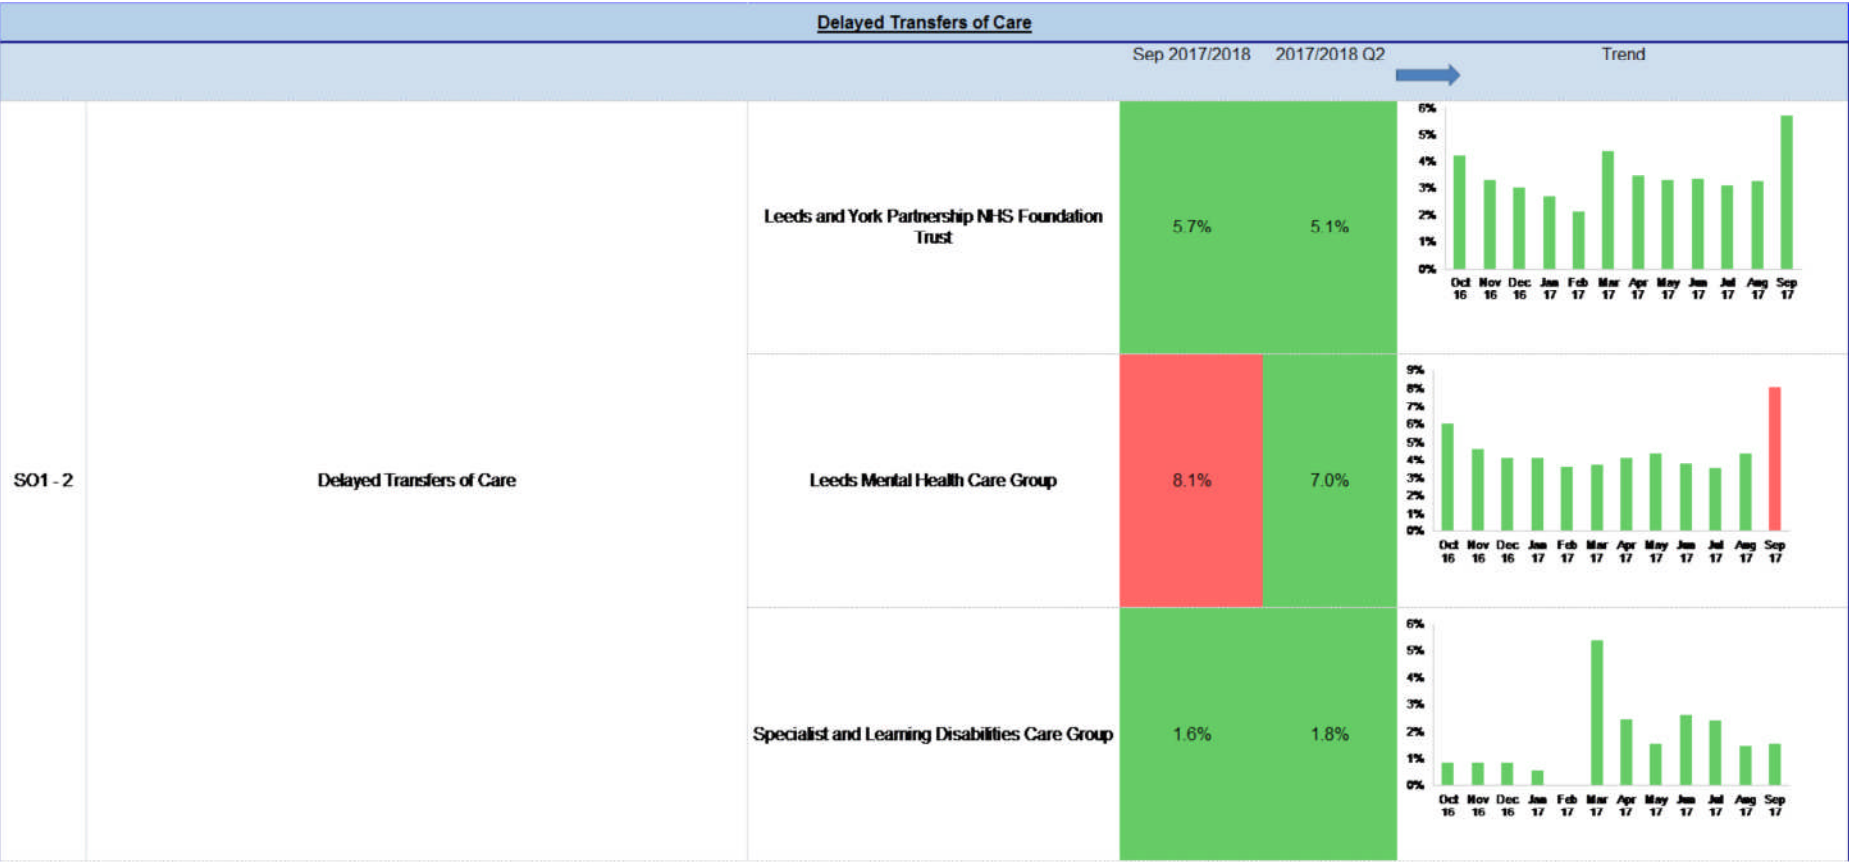 Delayed Transfers of Care
Sep 2017/2018 2017/2018 Q2 Trend
SO1 - 2
Delayed Transfers of Care
Leeds and York Partnership NHS Foundation
Trust
5.7% 5.1%
6%
5%
4%
3%
2%
1%
0%
Oct Nov Dec Jan Feb Mar Apr May Jun Jul Aug Sep
16 16 16 17 17 17 17 17 17 17 17 17
Leeds Mental Health Care Group
8.1% 7.0%
9%
8%
7%
6%
5%
4%
3%
2%
1%
0%
Oct Nov Dec Jan Feb Mar Apr May Jun Jul Aug Sep
16 16 16 17 17 17 17 17 17 17 17 17
Specialist and Learning Disabilities Care Group
1.6% 1.8%
6%
5%
4%
3%
2%
1%
0%
Oct Nov Dec Jan Feb Mar Apr May Jun Jul Aug Sep
16 16 16 17 17 17 17 17 17 17 17 17